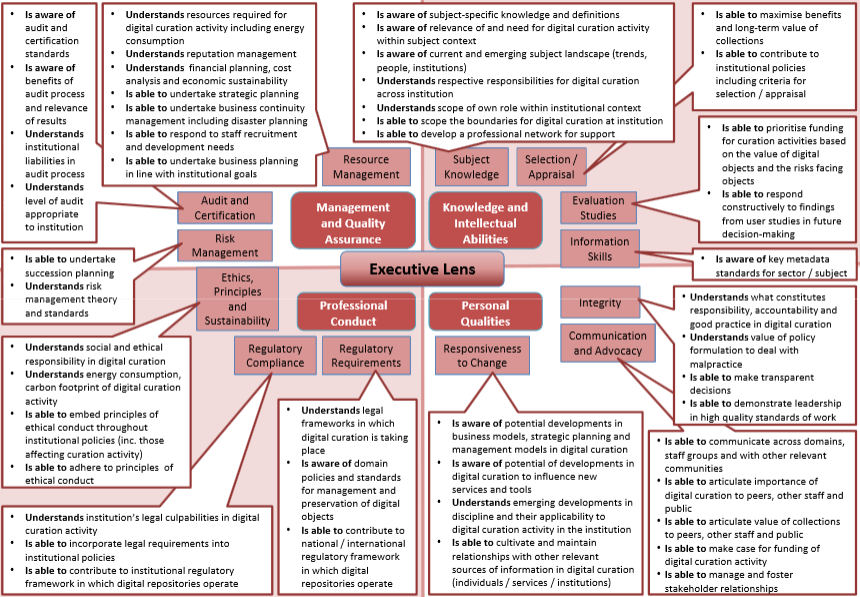 • Is aware of
audit and
certification
standards
• Is aware of
benefits of
audit process
and relevance
of results
• Understands
institutional
liabilities in
audit process
• Understands
level of audit
appropriate
to institution
• Understands resources required for
digital curation activity including energy
consumption
• Understands reputation management
• Understands financial planning, cost
analysis and economic sustainability
• Is able to undertake strategic planning
• Is able to undertake business continuity
management including disaster planning
• Is able to respond to staff recruitment
and development needs
• Is able to undertake business planning
in line with institutional goals
• Is aware of subject-specific knowledge and definitions
• Is aware of relevance of and need for digital curation activity
within subject context
• Is aware of current and emerging subject landscape (trends,
people, institutions)
• Understands respective responsibilities for digital curation
across institution
• Understands scope of own role within institutional context
• Is able to scope the boundaries for digital curation at institution
• Is able to develop a professional network for support
• Is able to maximise benefits
and long-term value of
collections
• Is able to contribute to
institutional policies
including criteria for
selection / appraisal
• Is able to prioritise funding
for curation activities based
on the value of digital
objects and the risks facing
objects
• Is able to respond
constructively to findings
from user studies in future
decision-making
Resource
Management
Subject
Knowledge
Selection /
Appraisal
Audit and
Certification
Management
and Quality
Assurance
Knowledge and
Intellectual
Abilities
Evaluation
Studies
Risk
Management
Information
Skills
• Is able to undertake
succession planning
• Understands risk
management theory
and standards
• Is aware of key metadata
standards for sector / subject
Executive Lens
Ethics,
Principles
and
Sustainability
Professional
Conduct
Personal
Qualities
Integrity
Regulatory
Compliance
Regulatory
Requirements
Responsiveness
to Change
Communication
and Advocacy
• Understands what constitutes
responsibility, accountability and
good practice in digital curation
• Understands value of policy
formulation to deal with
malpractice
• Is able to make transparent
decisions
• Is able to demonstrate leadership
in high quality standards of work
• Understands social and ethical
responsibility in digital curation
• Understands energy consumption,
carbon footprint of digital curation
activity
• Is able to embed principles of
ethical conduct throughout
institutional policies (inc. those
affecting curation activity)
• Is able to adhere to principles of
ethical conduct
• Understands institution's legal culpabilities in digital
curation activity
• Is able to incorporate legal requirements into
institutional policies
• Is able to contribute to institutional regulatory
framework in which digital repositories operate
• Understands legal
frameworks in which
digital curation is taking
place
• Is aware of domain
policies and standards
for management and
preservation of digital
objects
• Is able to contribute to
national / international
regulatory framework
in which digital
repositories operate
• Is aware of potential developments in
business models, strategic planning and
management models in digital curation
• Is aware of potential of developments in
digital curation to influence new
services and tools
• Understands emerging developments in
discipline and their applicability to
digital curation activity in the institution
• Is able to cultivate and maintain
relationships with other relevant
sources of information in digital curation
(individuals / services / institutions)
• Is able to communicate across domains,
staff groups and with other relevant
communities
• Is able to articulate importance of
digital curation to peers, other staff and
public
• Is able to articulate value of collections
to peers, other staff and public
• Is able to make case for funding of
digital curation activity
• Is able to manage and foster
stakeholder relationships